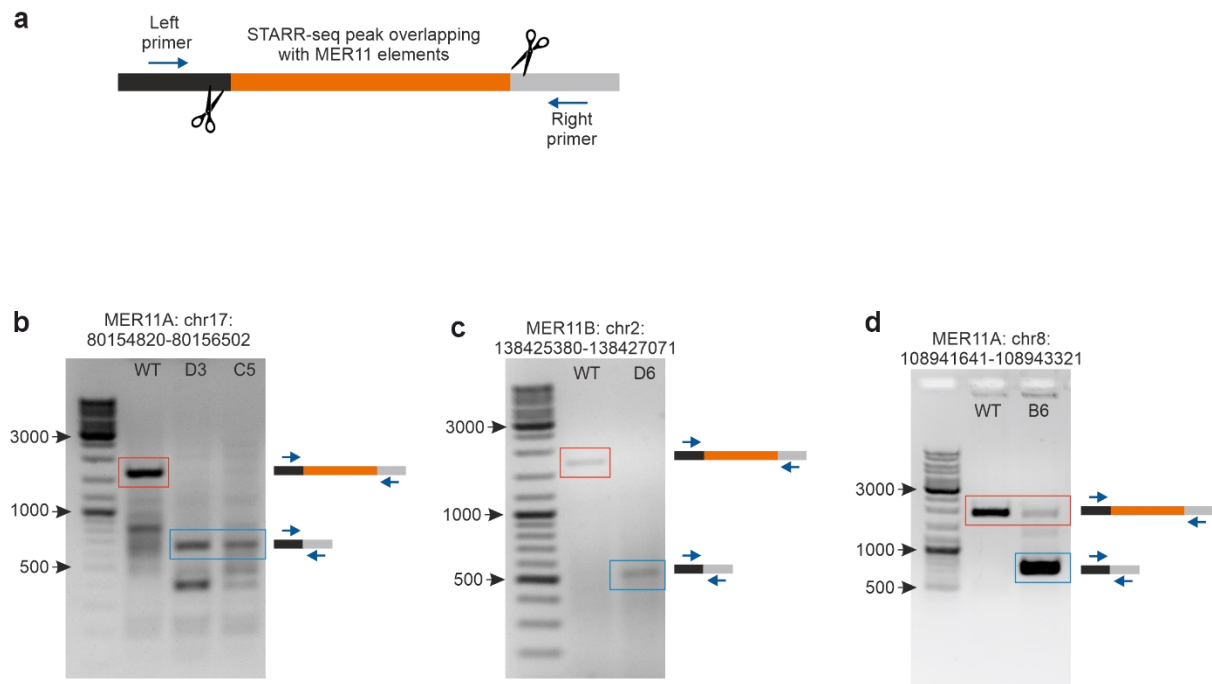 a
Left
primer
STARR-seq peak overlapping
with MER11 elements
Right
primer
b
MER11A: chr17:
80154820-80156502
WT D3 C5
3000
1000
500
c
MER11B: chr2:
138425380-138427071
WT D6
3000
1000
500
d
MER11A: chr8:
108941641-108943321
WT B6
3000
1000
500